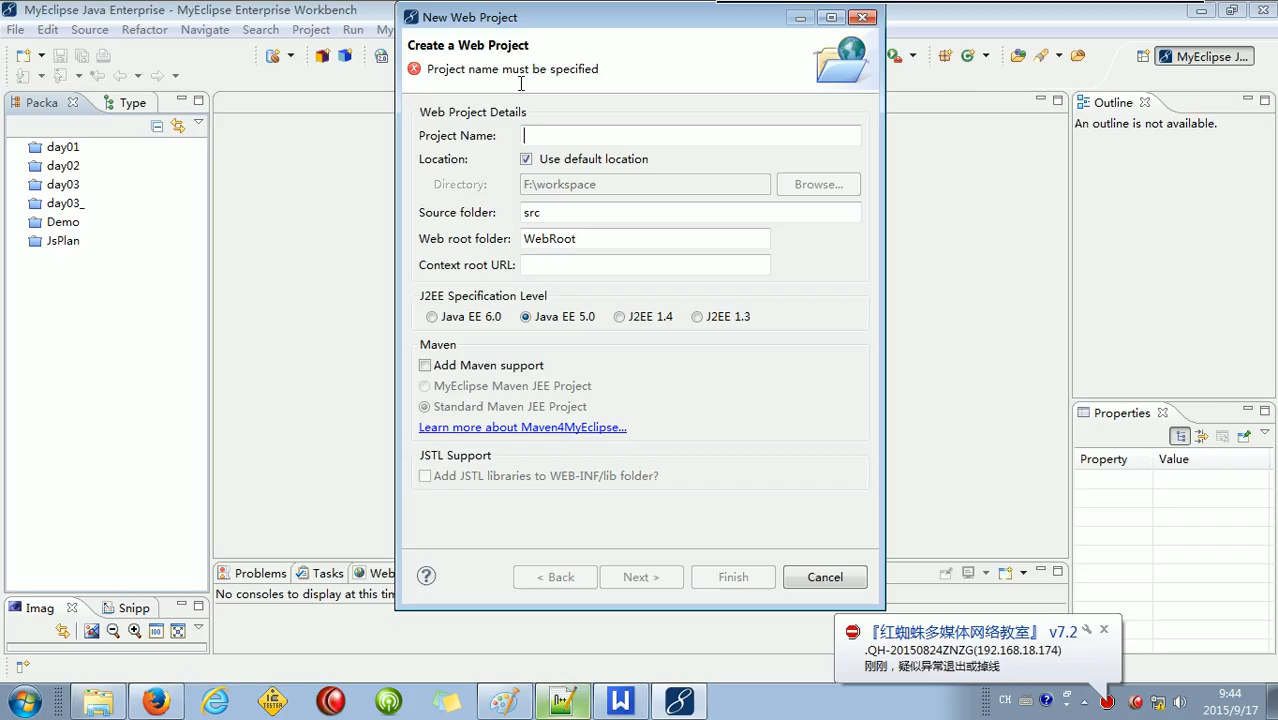 MyEclipse Java Enterprise - MyEclipse Enterprise Workbench
File Edit Source Refactor Navigate Search Project Run My
MyEclipse J...
New Web Project
Create a Web Project
Project name must be specified
Packa
Type
day01
day02
day03
day03_
Demo
JsPlan
Web Project Details
Project Name:
Location: Use default location
Directory: F:\workspace Browse...
Source folder: src
Web root folder: WebRoot
Context root URL:
J2EE Specification Level
Java EE 6.0 Java EE 5.0 J2EE 1.4 J2EE 1.3
Maven
Add Maven support
MyEclipse Maven JEE Project
Standard Maven JEE Project
Learn more about Maven4MyEclipse...
JSTL Support
Add JSTL libraries to WEB-INF/lib folder?
< Back Next > Finish Cancel
Outline
An outline is not available.
Properties
Property Value
Problems Tasks Web
No consoles to display at this tim
Imag Snipp
『红蜘蛛多媒体网络教室』 v7.2
.QH-20150824ZNZG(192.168.18.174)
刚刚，疑似异常退出或掉线
CH
9:44
2015/9/17